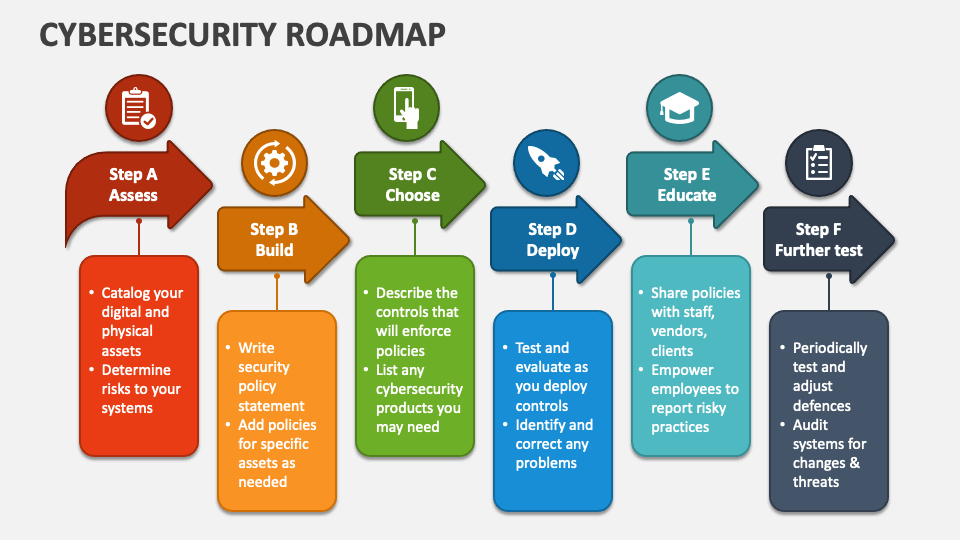 CYBERSECURITY ROADMAP
Step A
Assess
• Catalog your
digital and
physical
assets
• Determine
risks to your
systems
Step B
Build
• Write
security
policy
statement
• Add policies
for specific
assets as
needed
Step C
Choose
• Describe the
controls that
will enforce
policies
• List any
cybersecurity
products you
may need
Step D
Deploy
• Test and
evaluate as
you deploy
controls
• Identify and
correct any
problems
Step E
Educate
• Share policies
with staff,
vendors,
clients
• Empower
employees to
report risky
practices
Step F
Further test
• Periodically
test and
adjust
defences
• Audit
systems for
changes &
threats